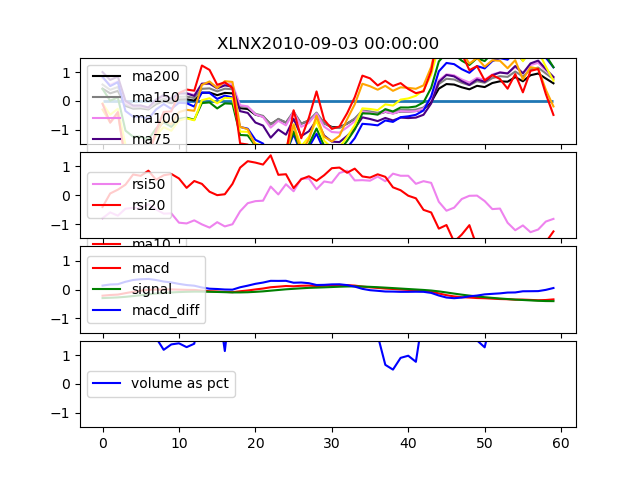 XLNX2010-09-03 00:00:00
1
0
−1
ma200
ma150
ma100
ma75
1
0
−1
rsi50
rsi20
ma10
1
0
−1
macd
signal
macd_diff
1
0
−1
volume as pct
0 10 20 30 40 50 60